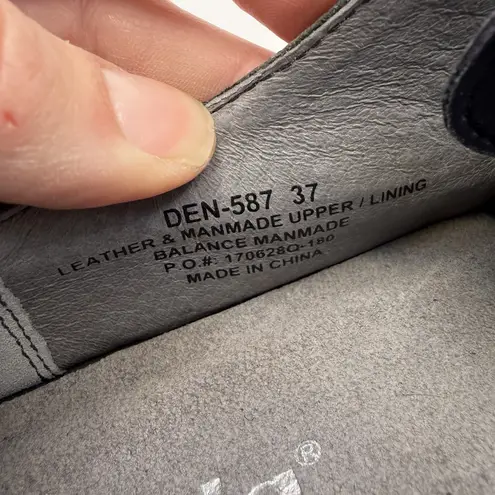 DEN-587 37
LEATHER & MANMADE UPPER / LINING
BALANCE MANMADE
P.O.#: 170628Q-180
MADE IN CHINA
®